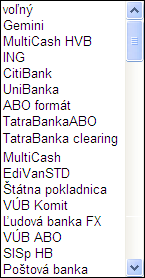 voľný
Gemini
MultiCash HVB
ING
CitiBank
UniBanka
ABO formát
TatraBankaABO
TatraBanka clearing
MultiCash
EdiVanSTD
Štátna pokladnica
VÚB Komit
Ľudová banka FX
VÚB ABO
SISp HB
Poštová banka